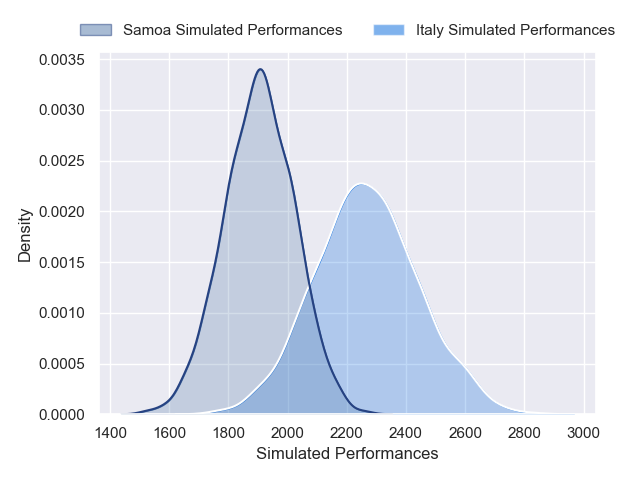 Samoa Simulated Performances Italy Simulated Performances
0.0035
0.0030
0.0025
0.0020
0.0015
0.0010
0.0005
0.0000
Density
1400 1600 1800 2000 2200 2400 2600 2800 3000
Simulated Performances